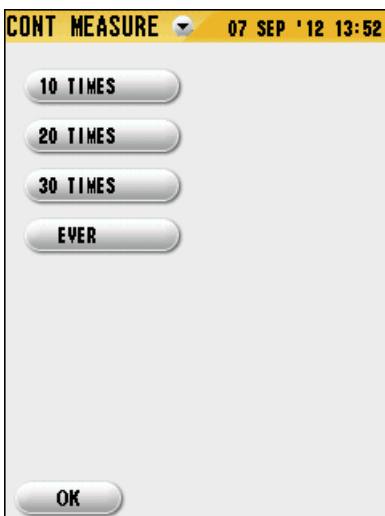 CONT MEASURE 07 SEP '12 13:52
10 TIMES
20 TIMES
30 TIMES
EVER
OK